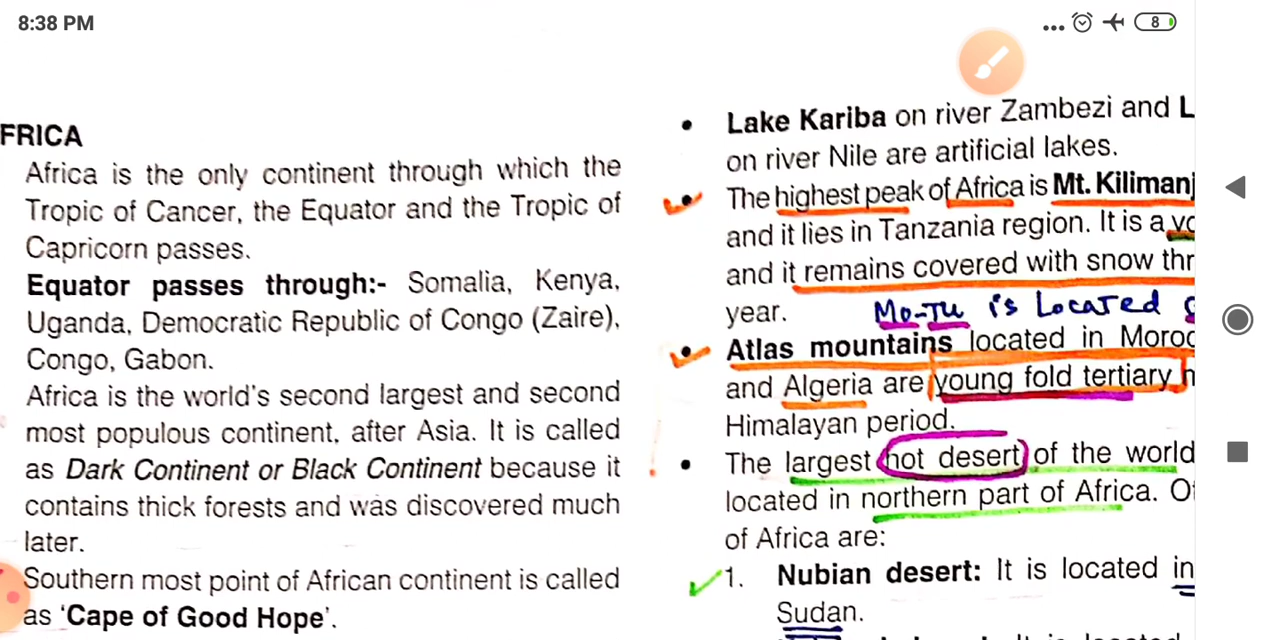 8:38 PM
8
FRICA
Africa is the only continent through which the
Tropic of Cancer, the Equator and the Tropic of
Capricorn passes.
Equator passes through:- Somalia, Kenya,
Uganda, Democratic Republic of Congo (Zaire),
Congo, Gabon.
Africa is the world's second largest and second
most populous continent, after Asia. It is called
as Dark Continent or Black Continent because it
contains thick forests and was discovered much
later.
Southern most point of African continent is called
as 'Cape of Good Hope'.
• Lake Kariba on river Zambezi and L
on river Nile are artificial lakes.
• The highest peak of Africa is Mt. Kilimanj
and it lies in Tanzania region. It is a vo
and it remains covered with snow thr
year.
Mo-Tu is Located
• Atlas mountains located in Moroc
and Algeria are young fold tertiary m
Himalayan period.
• The largest hot desert of the world
located in northern part of Africa. Ot
of Africa are:
1. Nubian desert: It is located in
Sudan.